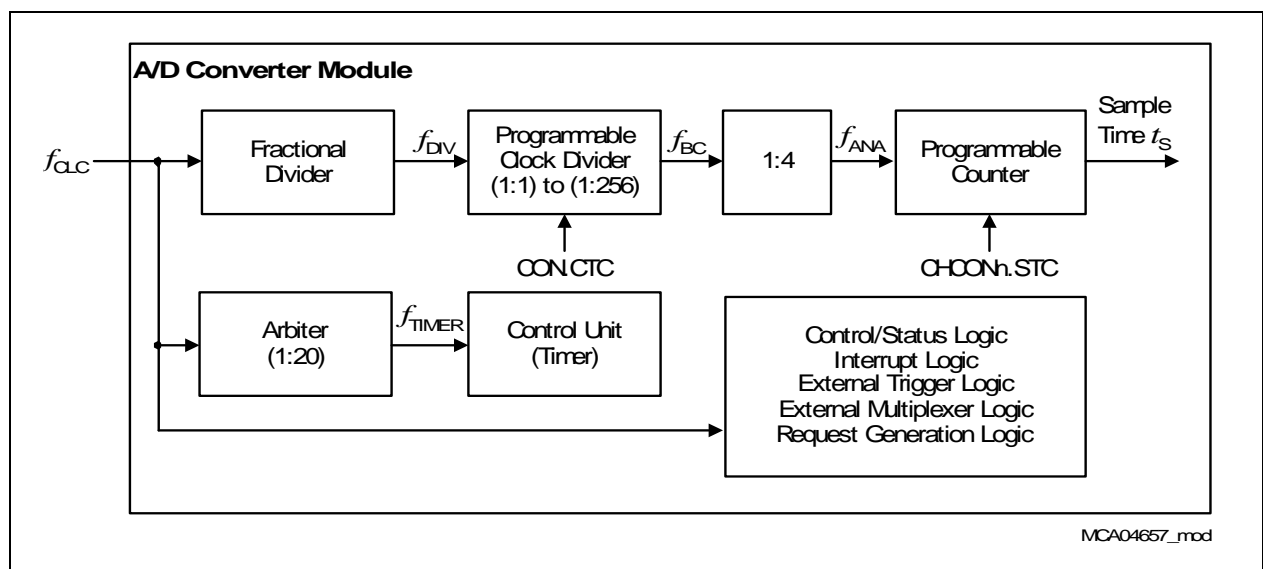 A/D Converter Module
fCLC
Fractional
Divider
fDIV
Programmable
Clock Divider
(1:1) to (1:256)
fBC
1:4
fANA
Programmable
Counter
Sample
Time tS
CON.CTC
CHCONn.STC
Arbiter
(1:20)
fTIMER
Control Unit
(Timer)
Control/Status Logic
Interrupt Logic
External Trigger Logic
External Multiplexer Logic
Request Generation Logic
MCA04657_mod